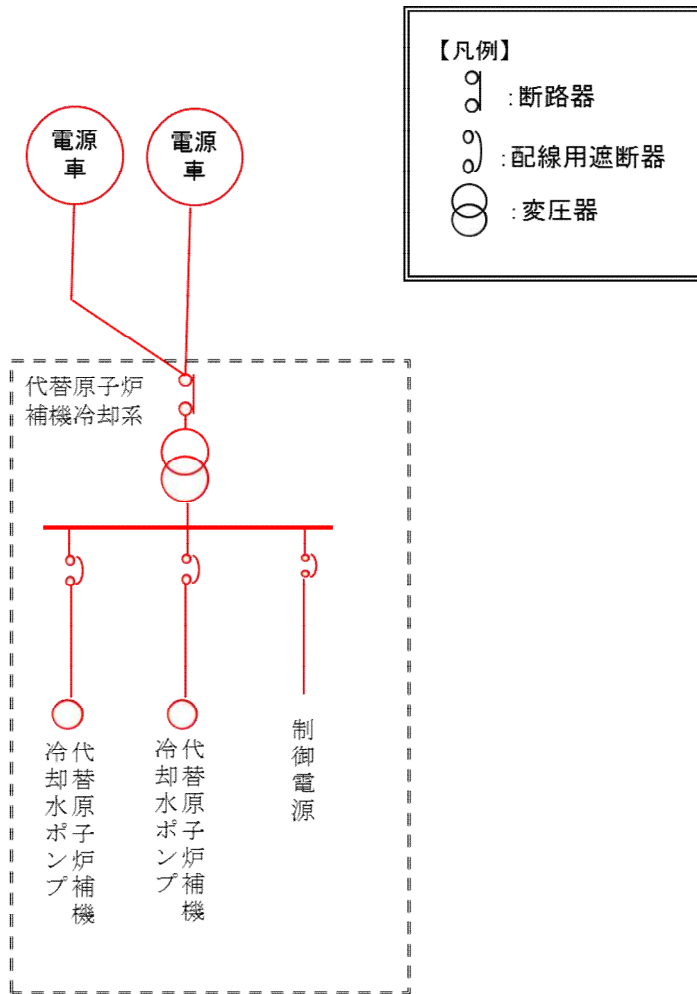 【凡例】
:断路器
:配線用遮断器
:変圧器
電源
車
電源
車
代替原子炉
補機冷却系
代替原子炉補機
冷却水ポンプ
代替原子炉補機
冷却水ポンプ
制御電源